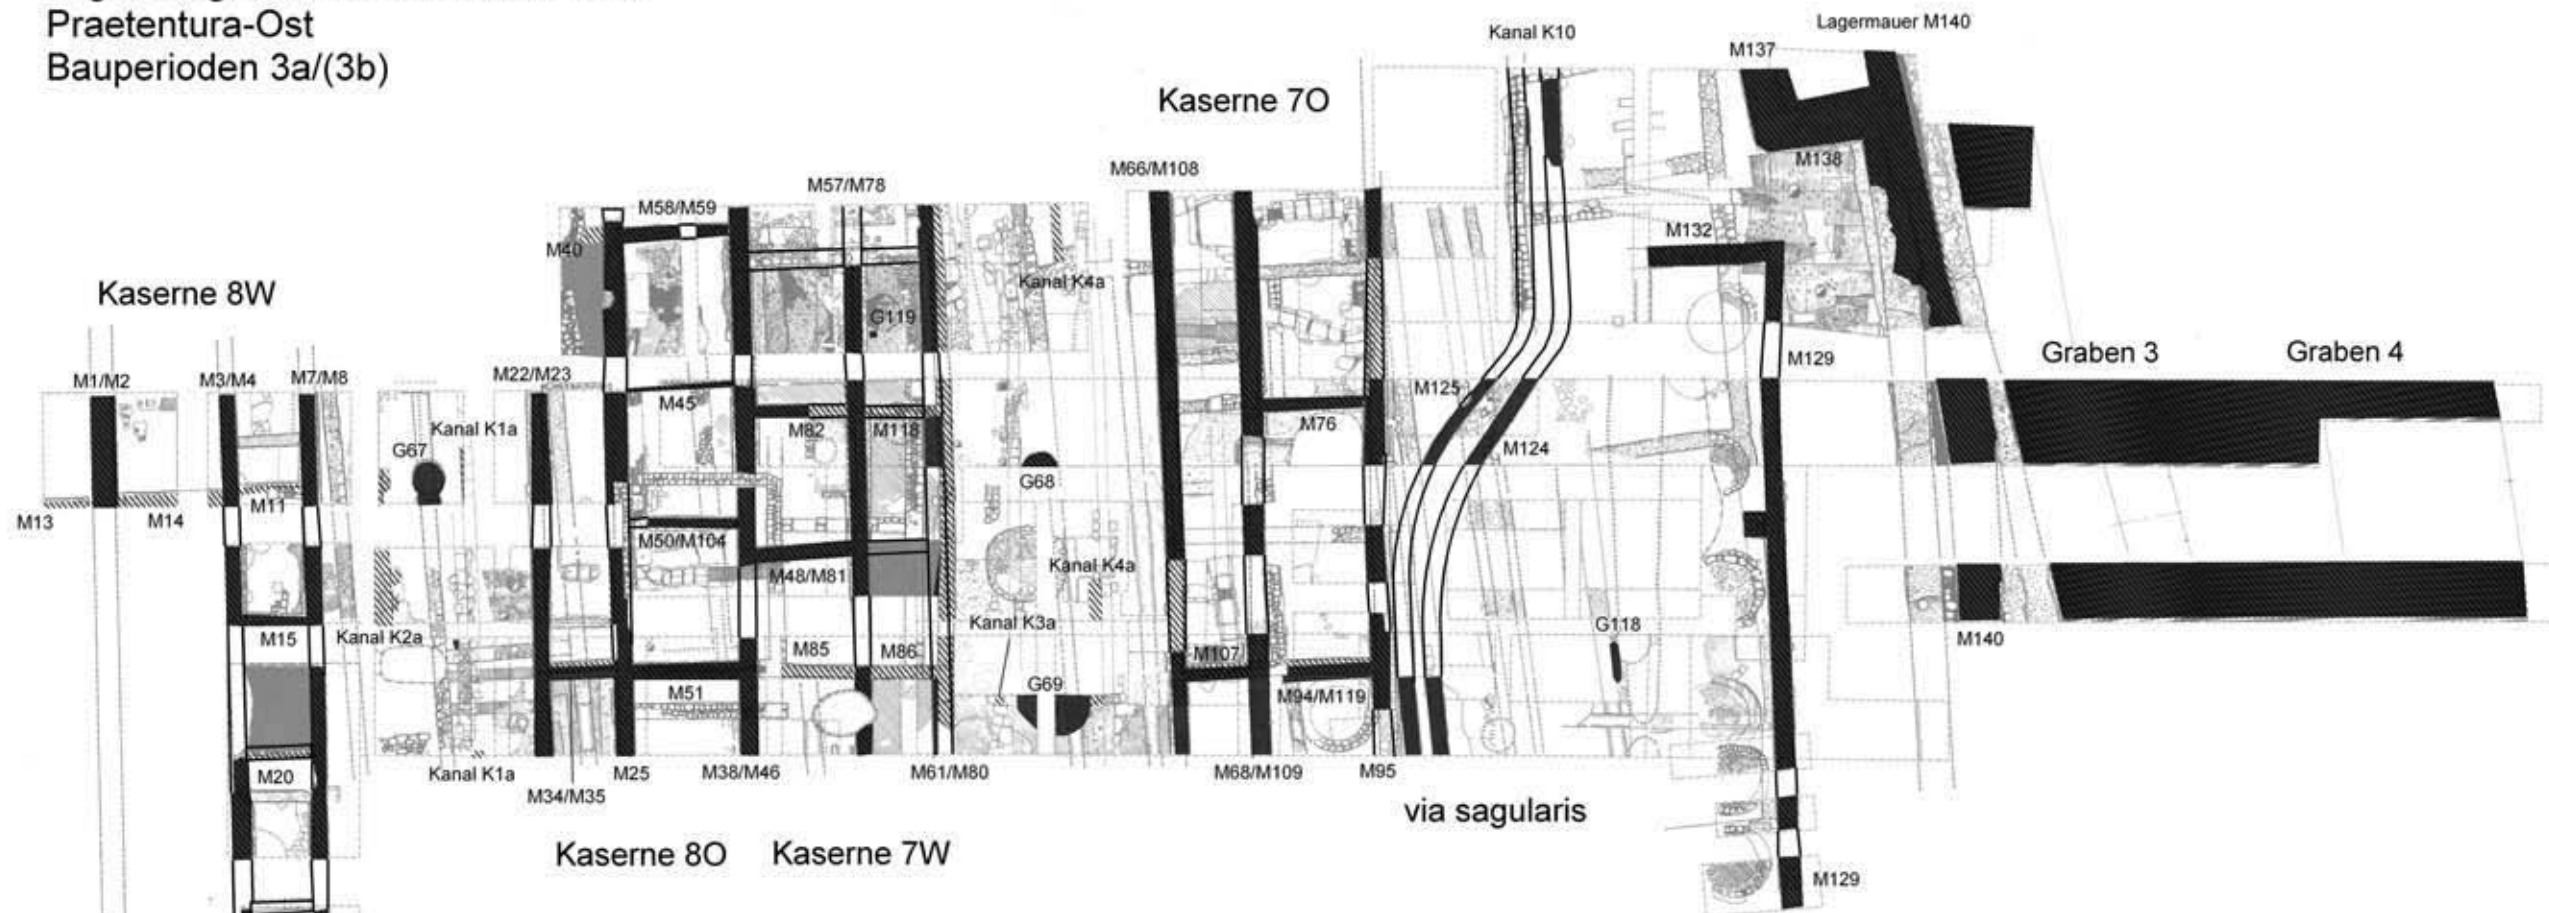 Praetentura-Ost
Bauperioden 3a/(3b)
Lagermauer M140
Kanal K10
M137
Kaserne 7O
M138
M66/M108
M57/M78
M58/M59
M40
M132
Kanal K4a
Kaserne 8W
G119
Graben 3
Graben 4
M129
M1/M2
M3/M4
M7/M8
M22/M23
M125
M45
Kanal K1a
M82
M118
M76
G67
M124
G68
M11
M13
M14
M50/M104
Kanal K4a
M48/M81
Kanal K3a
G118
M15
Kanal K2a
M140
M85
M86
M107
G69
M51
M94/M119
M20
Kanal K1a
M25
M38/M46
M61/M80
M68/M109
M95
M34/M35
via sagularis
Kaserne 8O
Kaserne 7W
M129